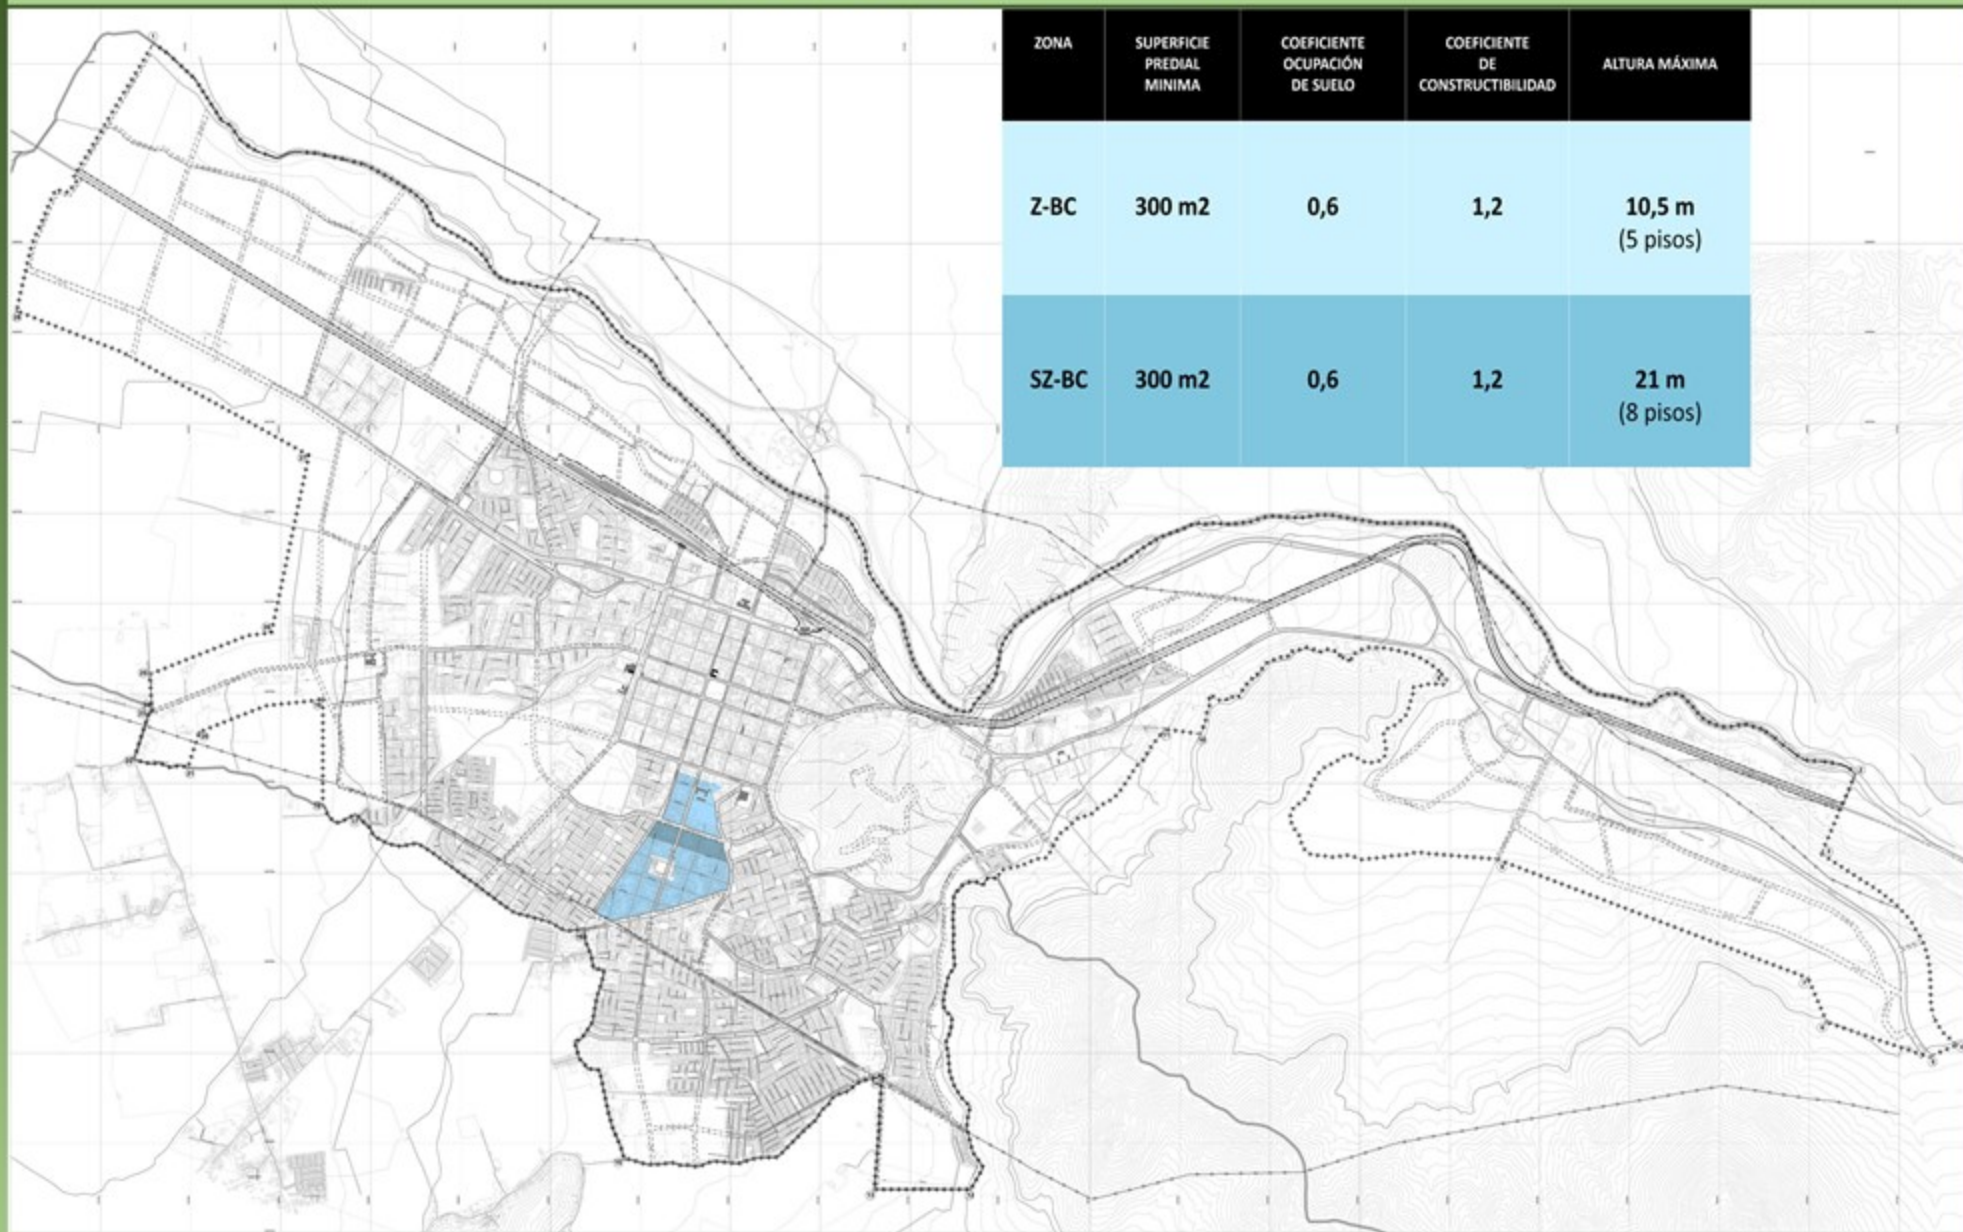 ZONA
SUPERFICIE
PREDIAL
MINIMA
COEFICIENTE
OCUPACIÓN
DE SUELO
COEFICIENTE
DE
CONSTRUCTIBILIDAD
ALTURA MÁXIMA
Z-BC
300 m2
0,6
1,2
10,5 m
(5 pisos)
SZ-BC
300 m2
0,6
1,2
21 m
(8 pisos)